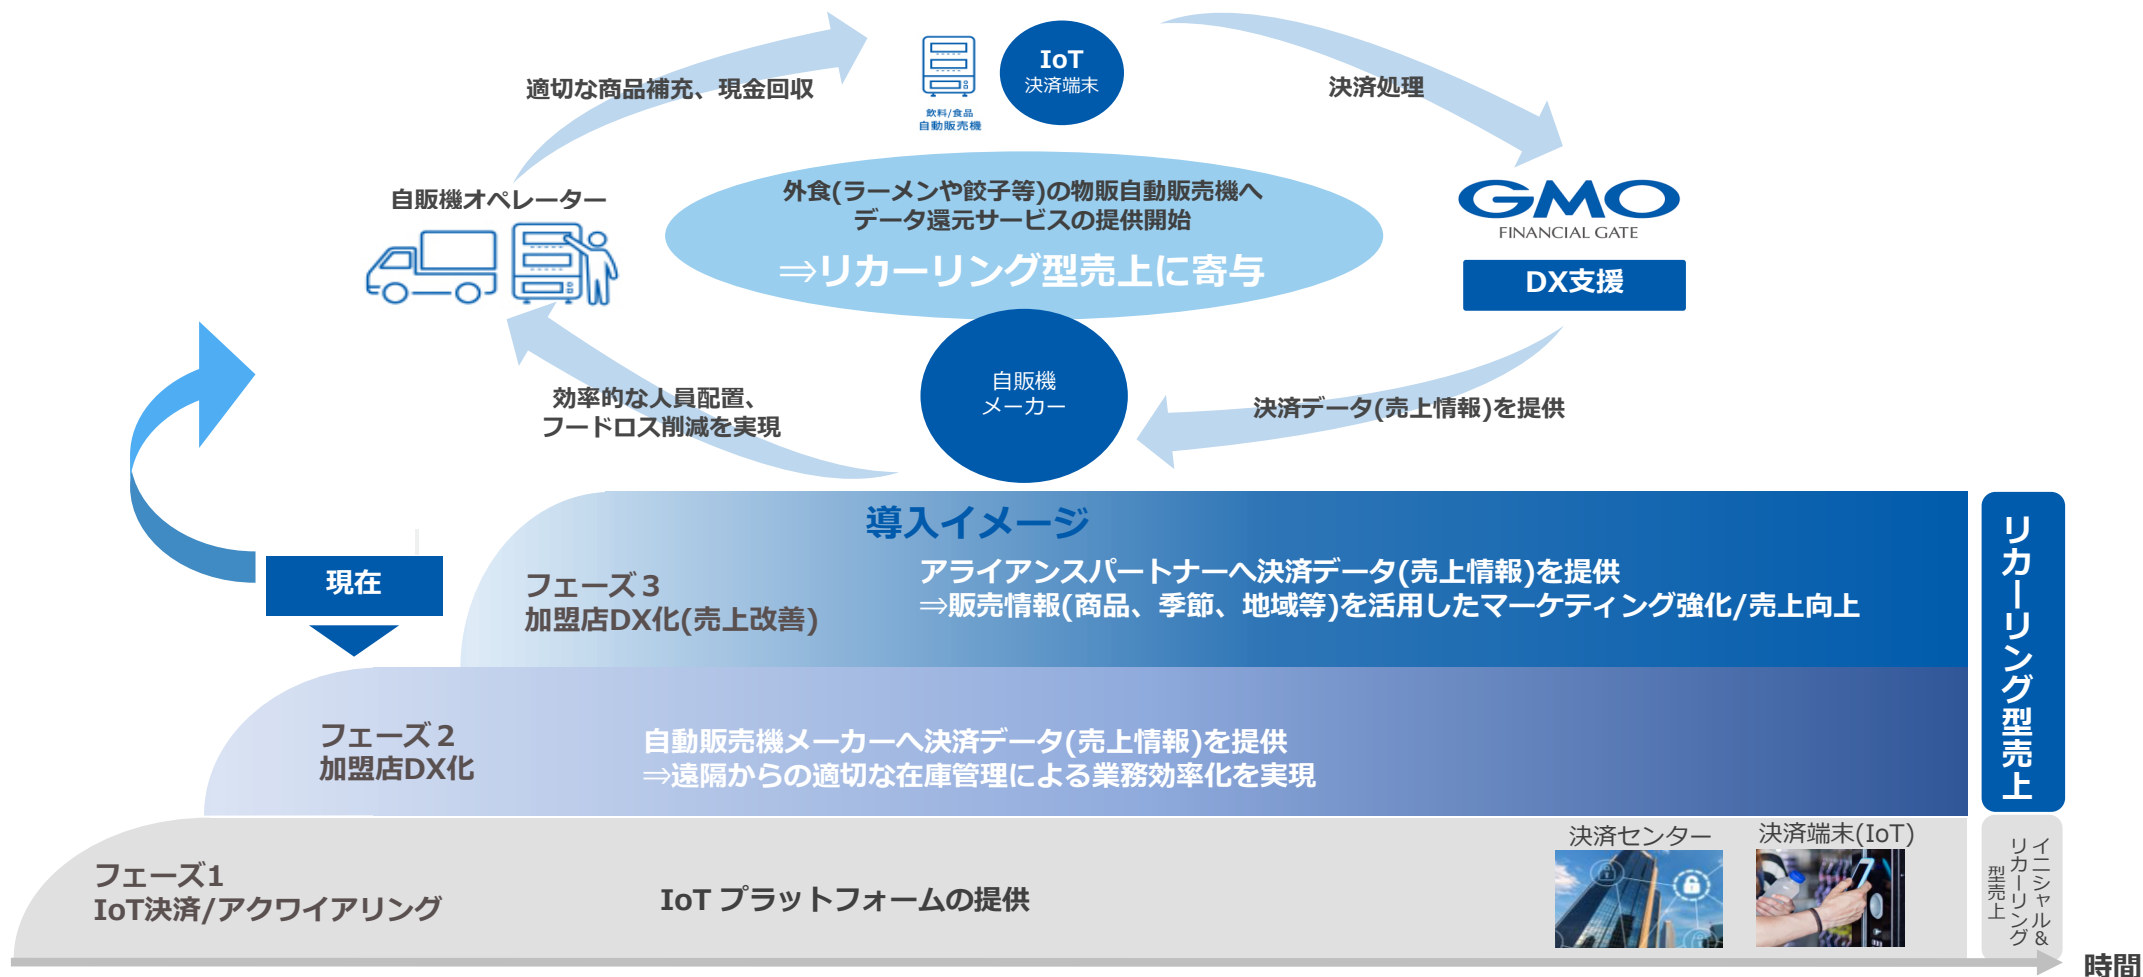 適切な商品補充、現金回収
IoT
決済端末
飲料/食品
自動販売機
決済処理
自販機オペレーター
外食(ラーメンや餃子等)の物販自動販売機へ
データ還元サービスの提供開始
⇒リカーリング型売上に寄与
GMO
FINANCIAL GATE
DX支援
自販機
メーカー
効率的な人員配置、
フードロス削減を実現
決済データ(売上情報)を提供
導入イメージ
現在
フェーズ3
加盟店DX化(売上改善)
アライアンスパートナーへ決済データ(売上情報)を提供
⇒販売情報(商品、季節、地域等)を活用したマーケティング強化/売上向上
リカーリング型売上
フェーズ2
加盟店DX化
自動販売機メーカーへ決済データ(売上情報)を提供
⇒遠隔からの適切な在庫管理による業務効率化を実現
フェーズ1
IoT決済/アクワイアリング
IoT プラットフォームの提供
決済センター
決済端末(IoT)
イニシャル&
リカーリング
型売上
時間